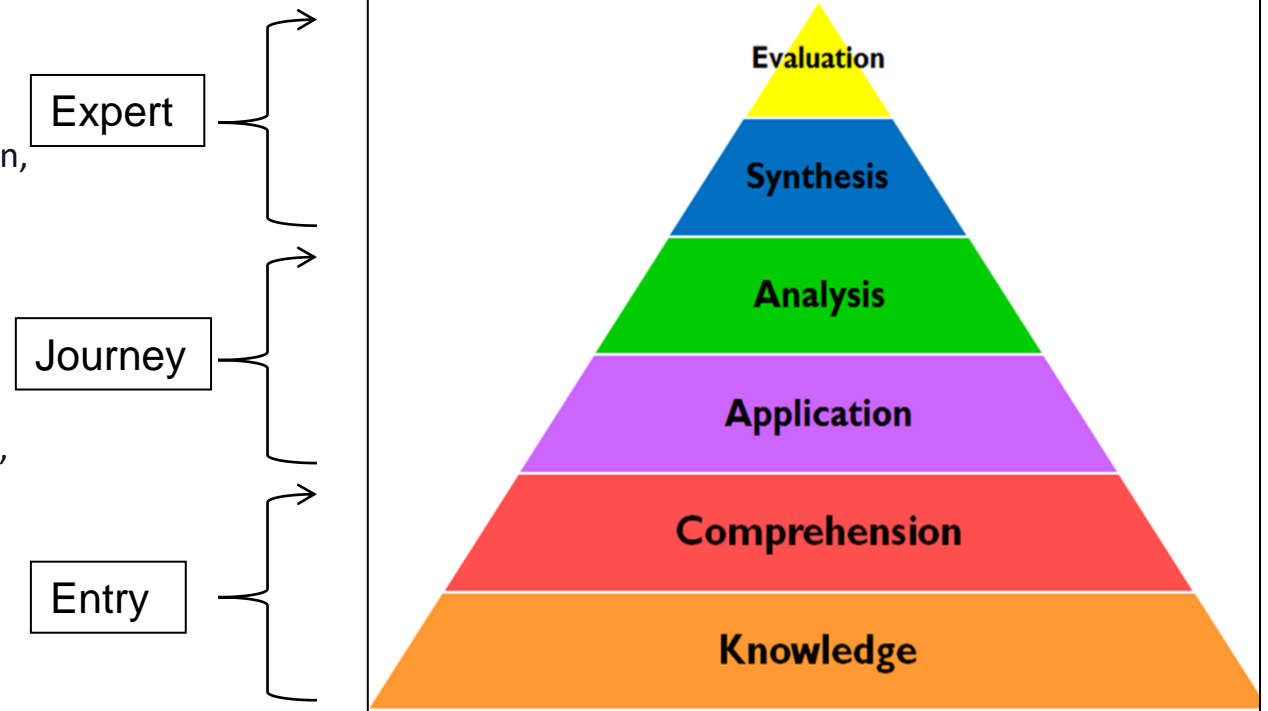 Evaluation
Expert
n,
Synthesis
Analysis
Journey
Application
,
Comprehension
Entry
Knowledge